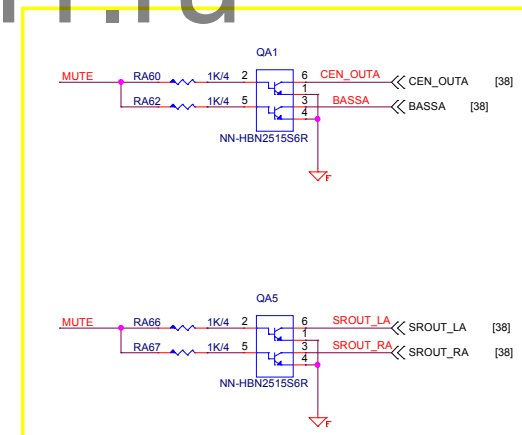 QA1
MUTE RA60 1K/4 2 6 CEN_OUTA CEN_OUTA [38]
1
RA62 1K/4 5 3 BASSA BASSA [38]
4
NN-HBN2515S6R
F
QA5
MUTE RA66 1K/4 2 6 SROUT_LA SROUT_LA [38]
1
RA67 1K/4 5 3 SROUT_RA SROUT_RA [38]
4
NN-HBN2515S6R
F